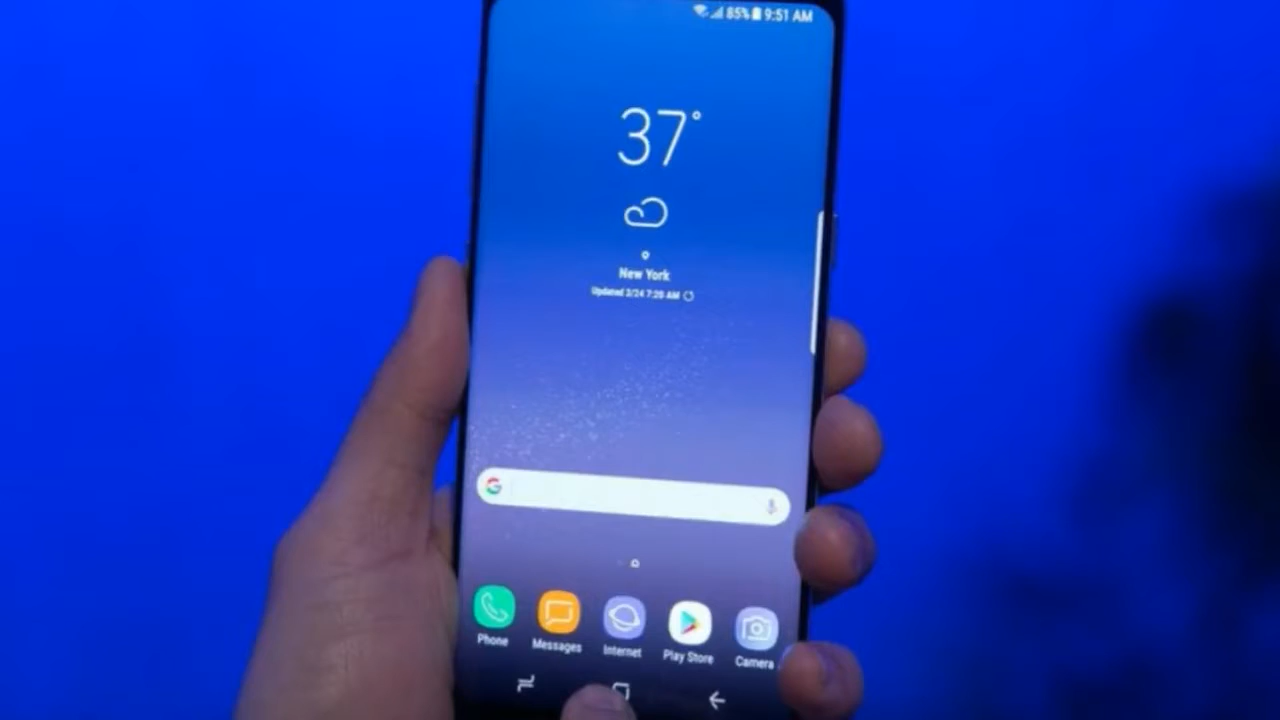 85% 9:51 AM
37°
New York
Updated 2/24 7:20 AM
Phone
Messages
Internet
Play Store
Camera